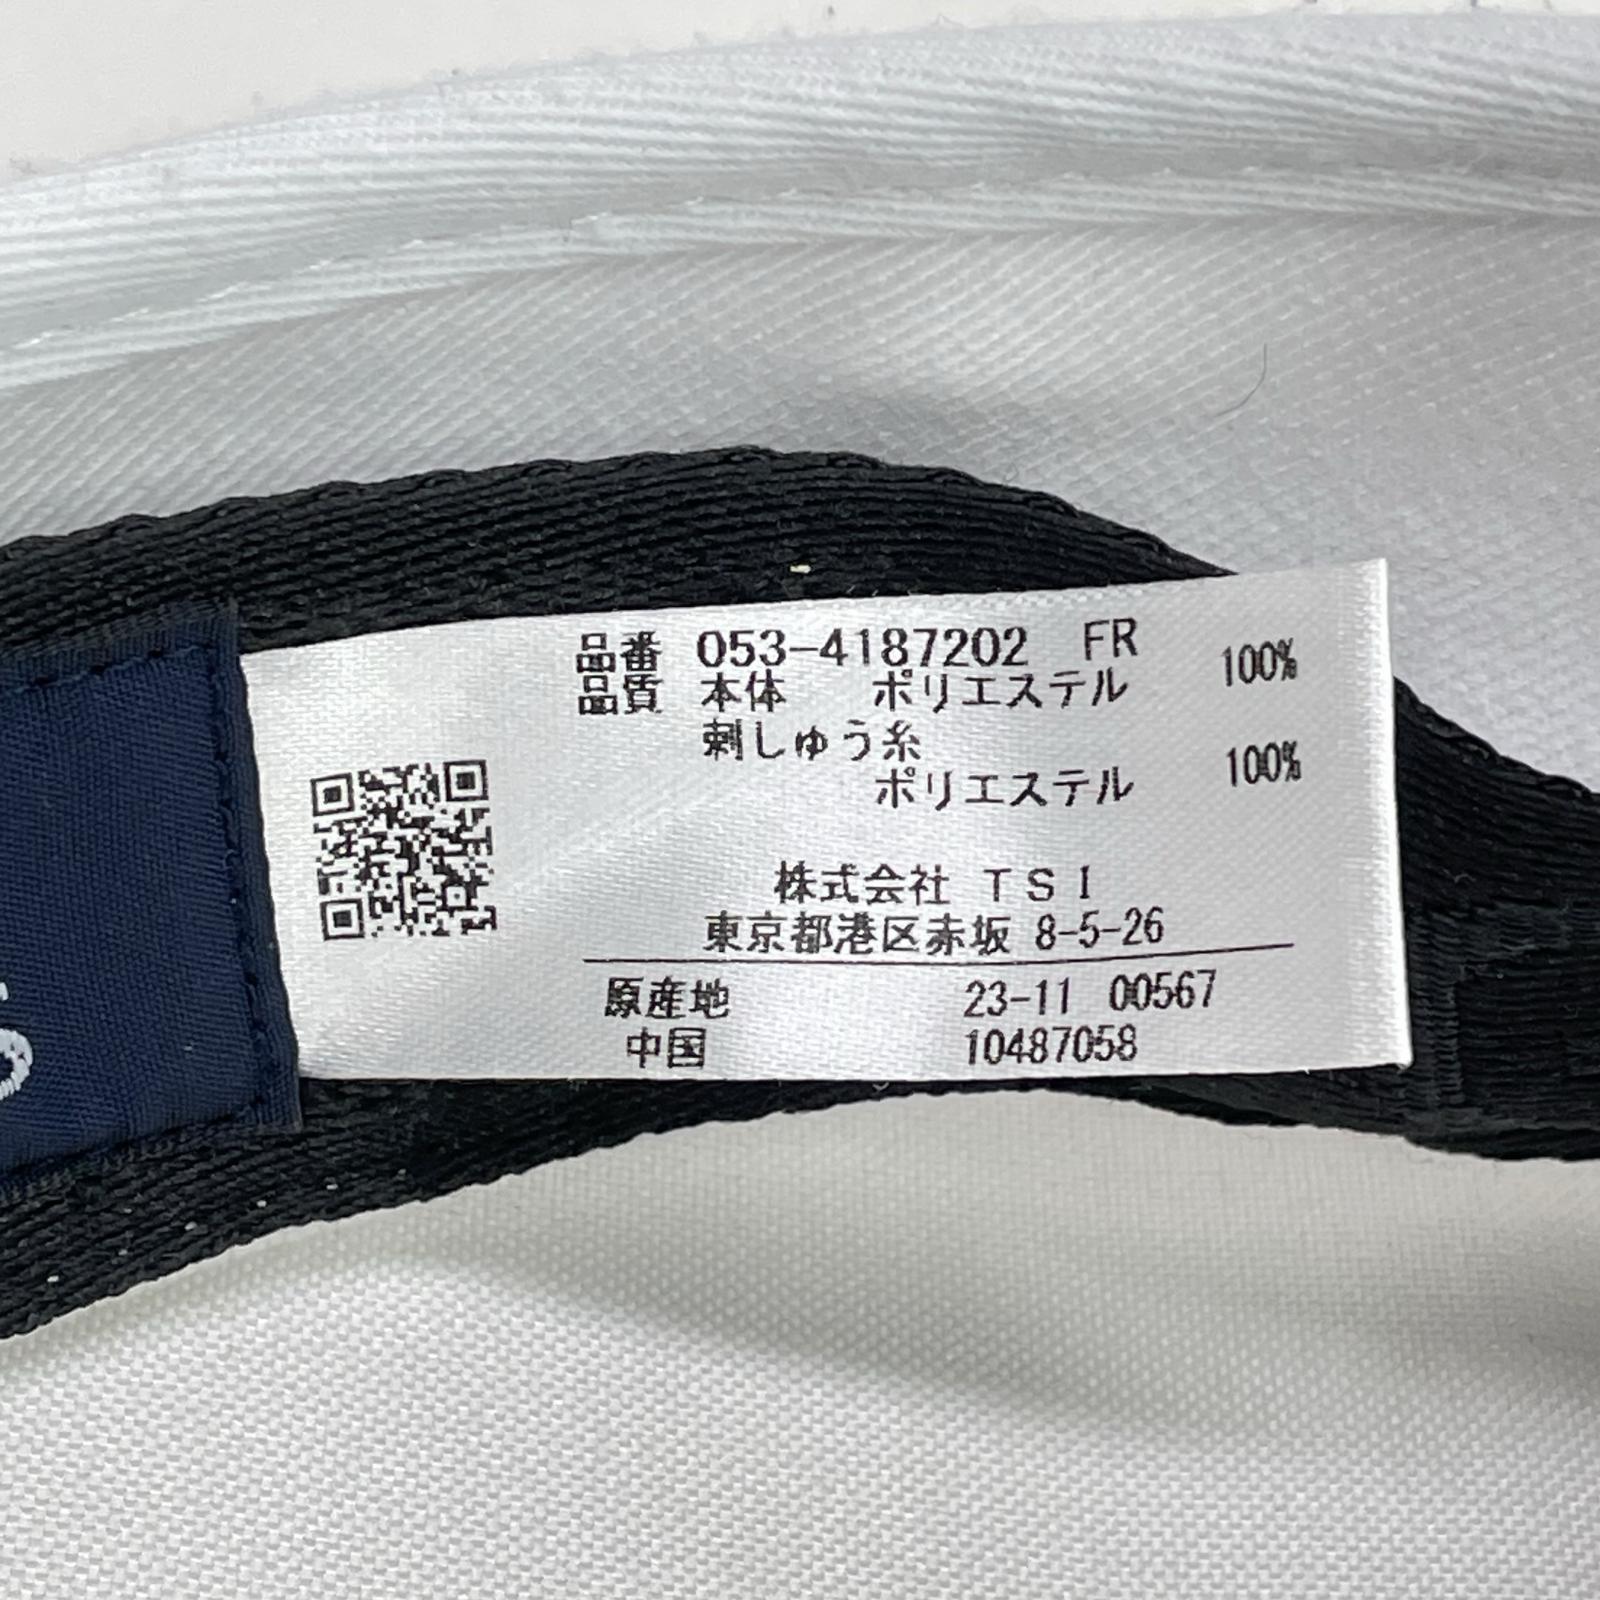 品番 053-4187202 FR
品質 本体 ポリエステル 100%
刺しゅう糸
ポリエステル 100%
株式会社 TSI
東京都港区赤坂 8-5-26
原産地 23-11 00567
中国 10487058